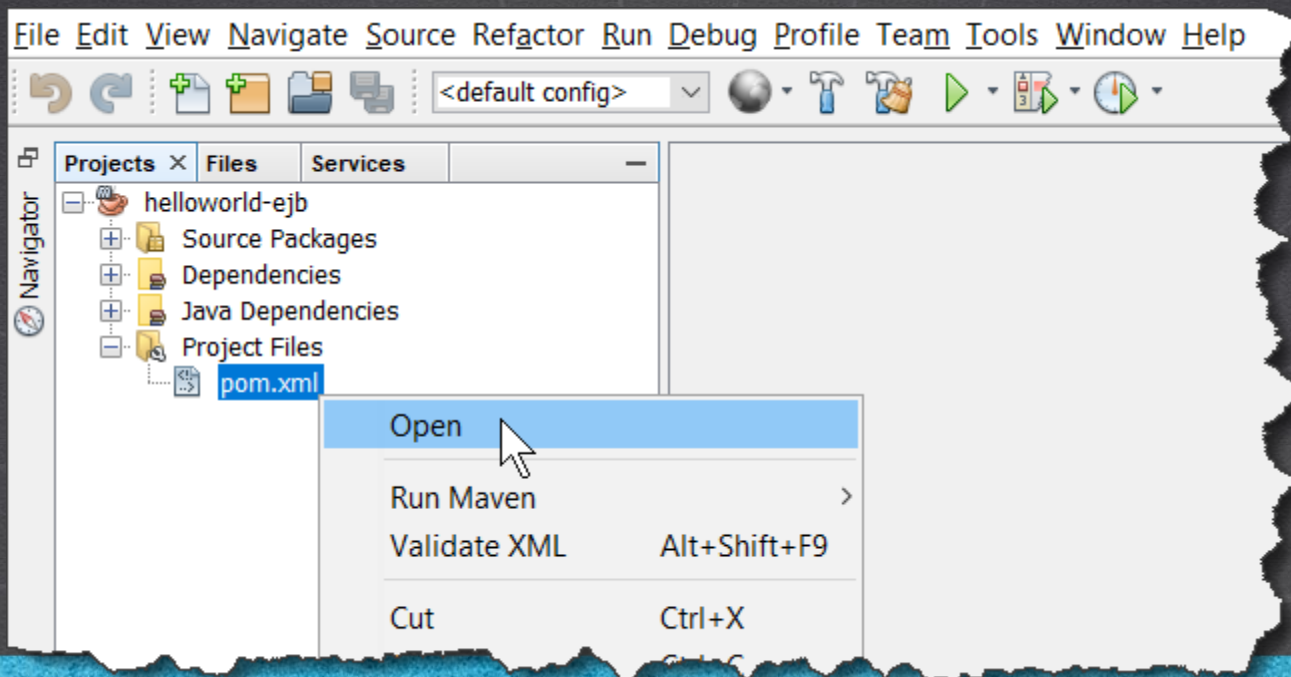 File Edit View Navigate Source Refactor Run Debug Profile Team Tools Window Help
<default config>
Projects Files Services
Navigator
helloworld-ejb
Source Packages
Dependencies
Java Dependencies
Project Files
pom.xml
Open
Run Maven
Validate XML Alt+Shift+F9
Cut Ctrl+X